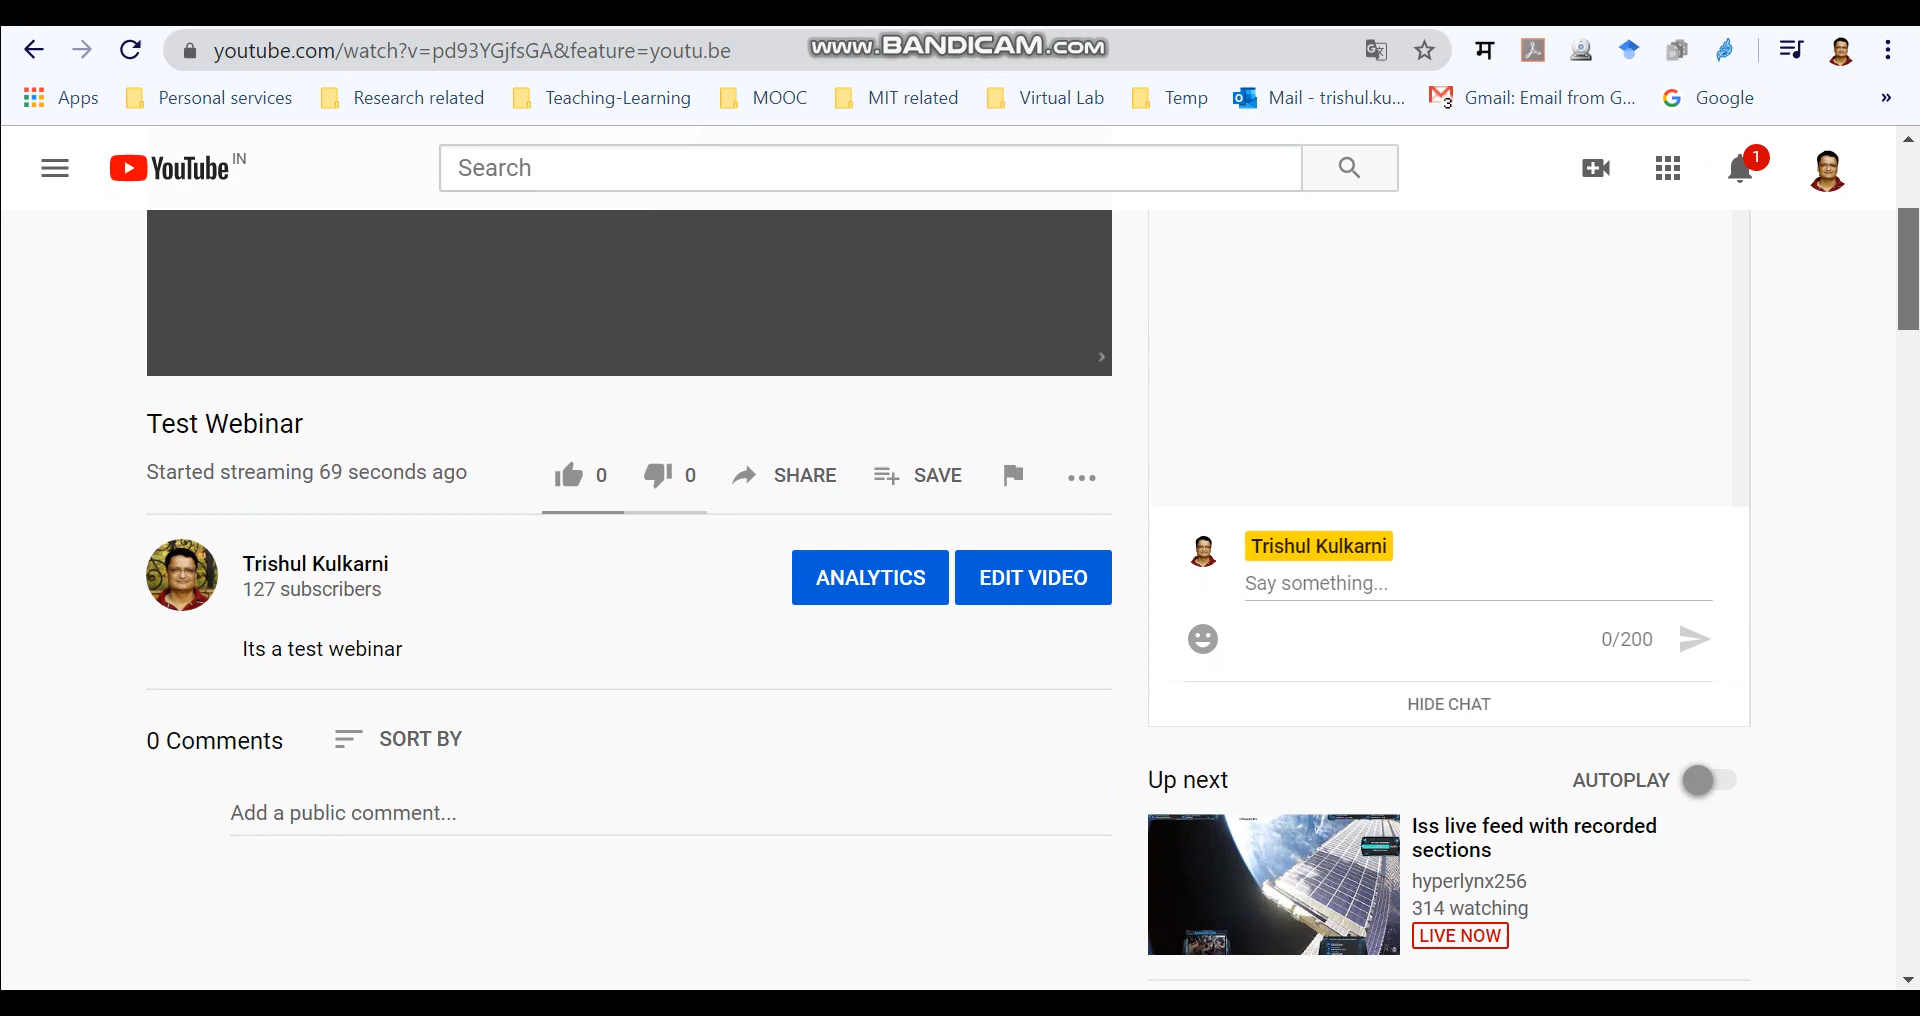 youtube.com/watch?v=pd93YGjfsGA&feature=youtu.be
www.BANDICAM.com
म
Apps
Personal services
Research related
Teaching-Learning
MOOC
MIT related
Virtual Lab
Temp
Mail - trishul.ku...
3
Gmail: Email from G...
Google
»
YouTube IN
Search
1
Test Webinar
Started streaming 69 seconds ago
0
0
SHARE
SAVE
Trishul Kulkarni
127 subscribers
ANALYTICS
EDIT VIDEO
Its a test webinar
0 Comments
SORT BY
Add a public comment...
Trishul Kulkarni
Say something...
0/200
HIDE CHAT
Up next
AUTOPLAY
Iss live feed with recorded
sections
hyperlynx256
314 watching
LIVE NOW